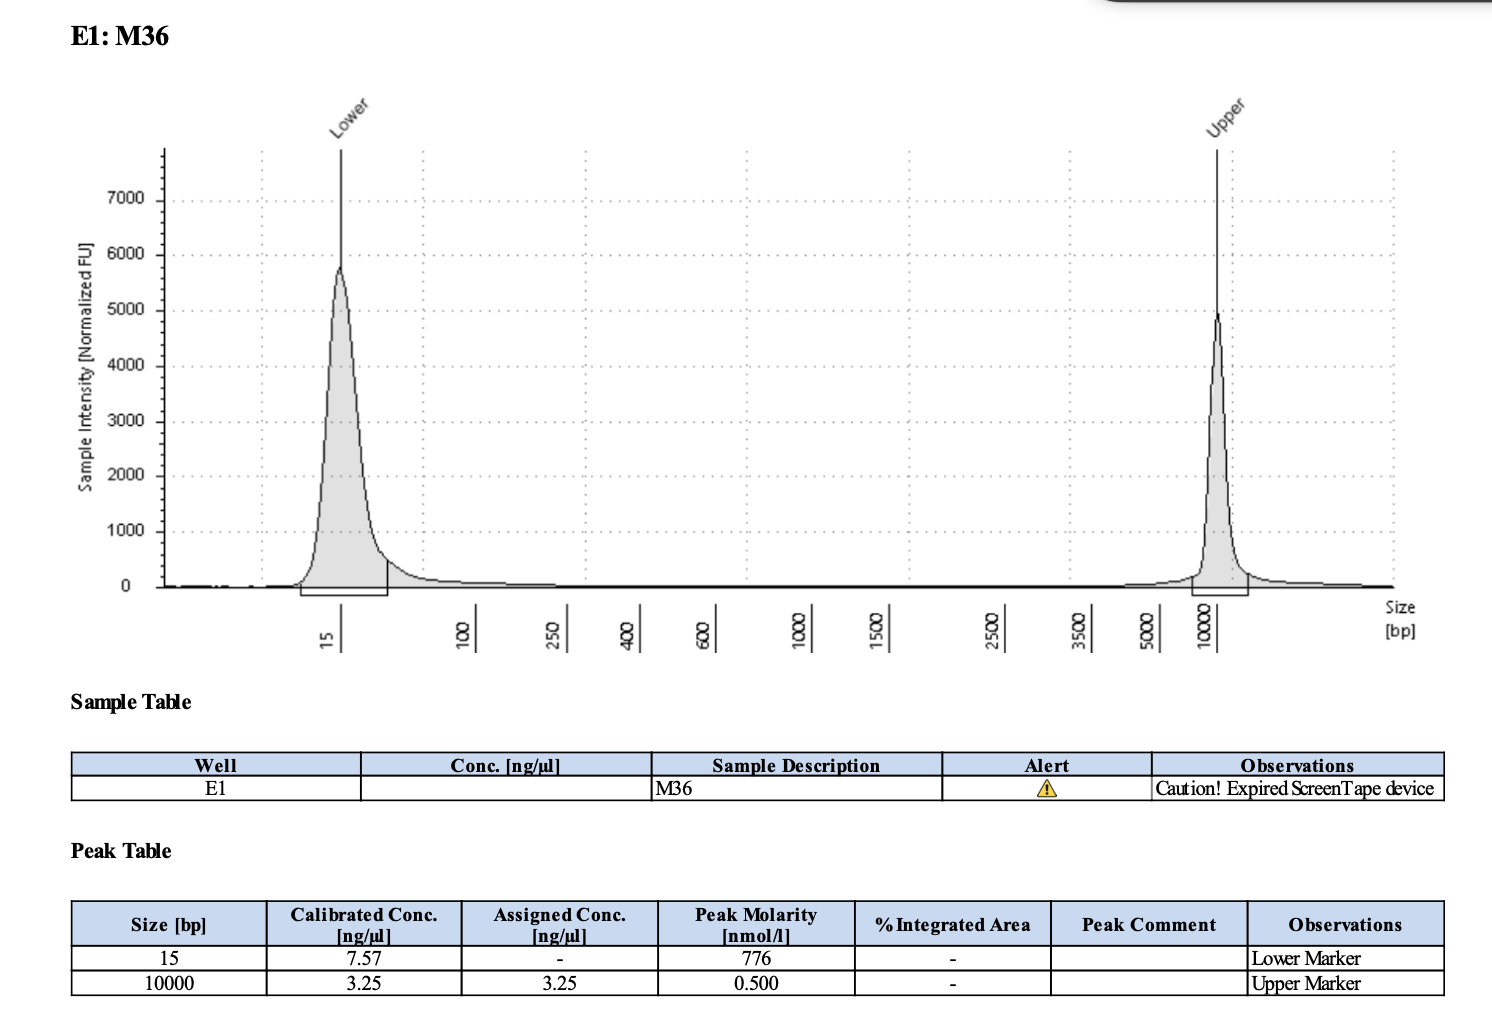 E1: M36
Lower
Upper
Sample Intensity [Normalized FU]
7000
6000
5000
4000
3000
2000
1000
0
15
100
250
400
600
1000
1500
2500
3500
5000
10000
Size
[bp]
Sample Table
Well Conc. [ng/µl] Sample Description Alert Observations
E1 M36 Caution! Expired ScreenTape device
Peak Table
Size [bp] Calibrated Conc. [ng/µl] Assigned Conc. [ng/µl] Peak Molarity [nmol/l] % Integrated Area Peak Comment Observations
15 7.57 - 776 - Lower Marker
10000 3.25 3.25 0.500 - Upper Marker